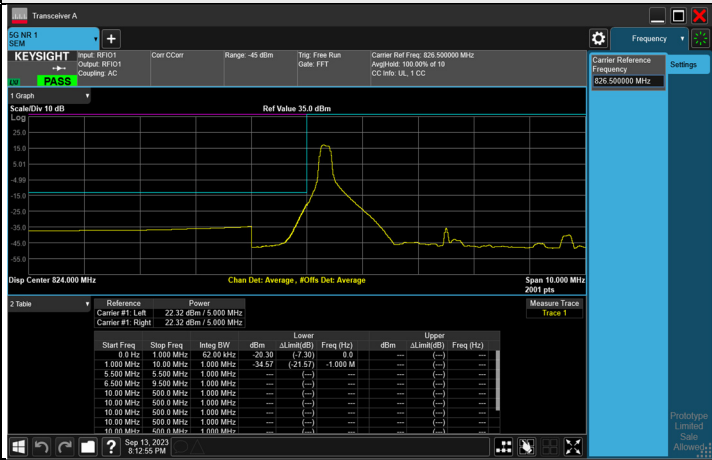 Transceiver A
5G NR 1
SEM
KEYSIGHT
Input: RFIO1
Output: RFIO1
Coupling: AC
Corr CCorr
Range: -45 dBm
Trig: Free Run
Gate: FFT
Carrier Ref Freq: 826.500000 MHz
Avg|Hold: 100.00% of 10
CC Info: UL, 1 CC
PASS
Frequency
Carrier Reference
Frequency
826.500000 MHz
Settings
1 Graph
Scale/Div 10 dB
Ref Value 35.0 dBm
Log
25.0
15.0
5.01
-4.99
-15.0
-25.0
-35.0
-45.0
-55.0
Disp Center 824.000 MHz
Chan Det: Average , #Offs Det: Average
Span 10.000 MHz
2001 pts
2 Table
Reference Power
Carrier #1: Left 22.32 dBm / 5.000 MHz
Carrier #1: Right 22.32 dBm / 5.000 MHz
Measure Trace
Trace 1
Lower Upper
Start Freq Stop Freq Integ BW dBm ΔLimit(dB) Freq (Hz) dBm ΔLimit(dB) Freq (Hz)
0.0 Hz 1.000 MHz 62.00 kHz -20.30 (-7.30) 0.0 --- (---) ---
1.000 MHz 10.00 MHz 1.000 MHz -34.57 (-21.57) -1.000 M --- (---) ---
5.500 MHz 5.500 MHz 1.000 MHz --- (---) --- --- (---) ---
6.500 MHz 9.500 MHz 1.000 MHz --- (---) --- --- (---) ---
10.00 MHz 500.0 MHz 1.000 MHz --- (---) --- --- (---) ---
10.00 MHz 500.0 MHz 1.000 MHz --- (---) --- --- (---) ---
10.00 MHz 500.0 MHz 1.000 MHz --- (---) --- --- (---) ---
10.00 MHz 500.0 MHz 1.000 MHz --- (---) --- --- (---) ---
10.00 MHz 500.0 MHz 1.000 MHz --- (---) --- --- (---) ---
Sep 13, 2023
8:12:55 PM
Prototype
Limited
Sale
Allowed